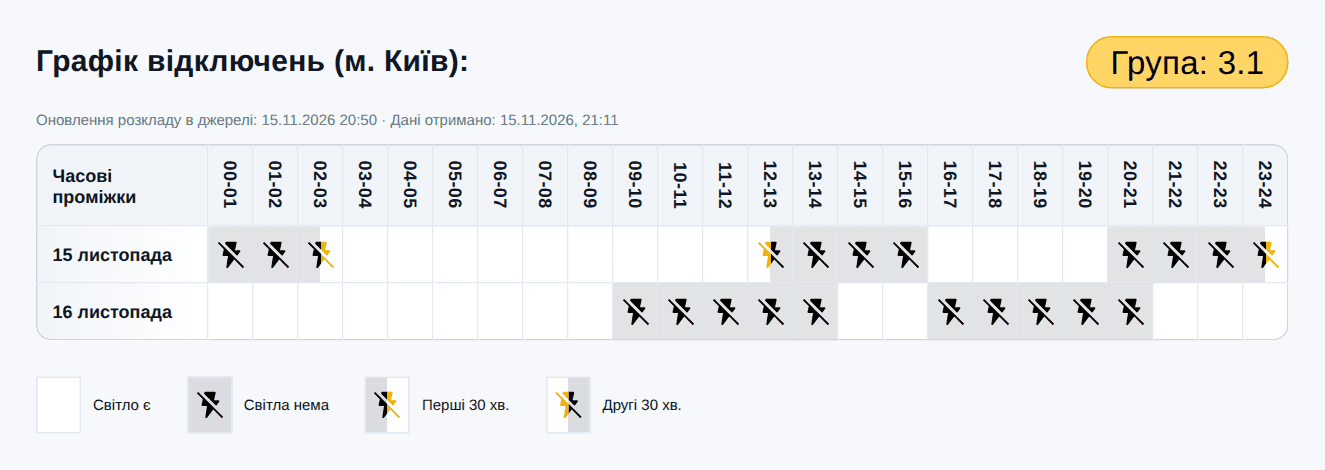 Графік відключень (м. Київ):
Група: 3.1
Оновлення розкладу в джерелі: 15.11.2026 20:50 · Дані отримано: 15.11.2026, 21:11
Часові
проміжки
00-01
01-02
02-03
03-04
04-05
05-06
06-07
07-08
08-09
09-10
10-11
11-12
12-13
13-14
14-15
15-16
16-17
17-18
18-19
19-20
20-21
21-22
22-23
23-24
15 листопада
16 листопада
Світло є
Світла нема
Перші 30 хв.
Другі 30 хв.